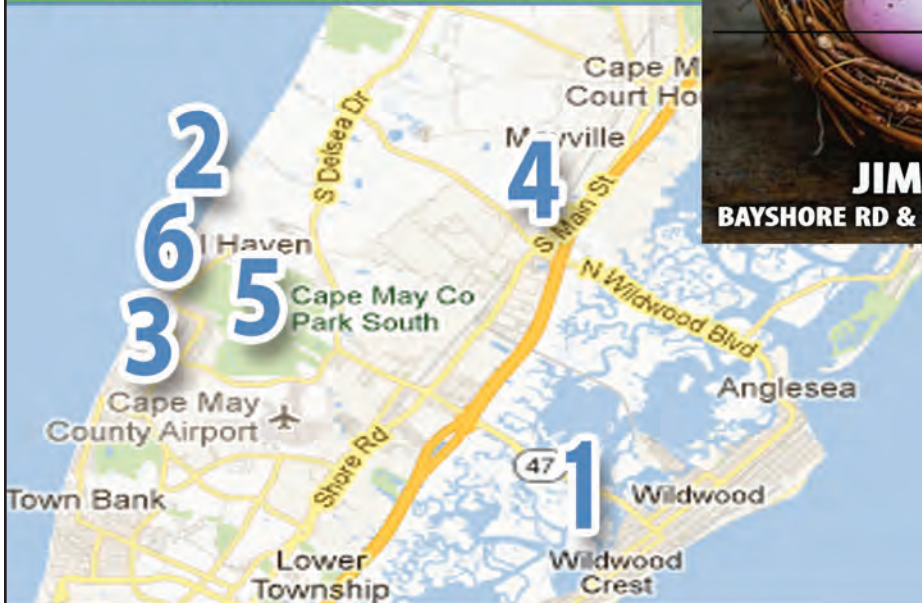 Cape M
Court Ho
Mayville
S Delsea Dr
S Main St
2
4
6
Haven
5
Cape May Co
Park South
3
N Wildwood Blvd
Anglesea
Cape May
County Airport
Shore Rd
47
1
Wildwood
Town Bank
Lower
Township
Wildwood
Crest
JIM
BAYSHORE RD &